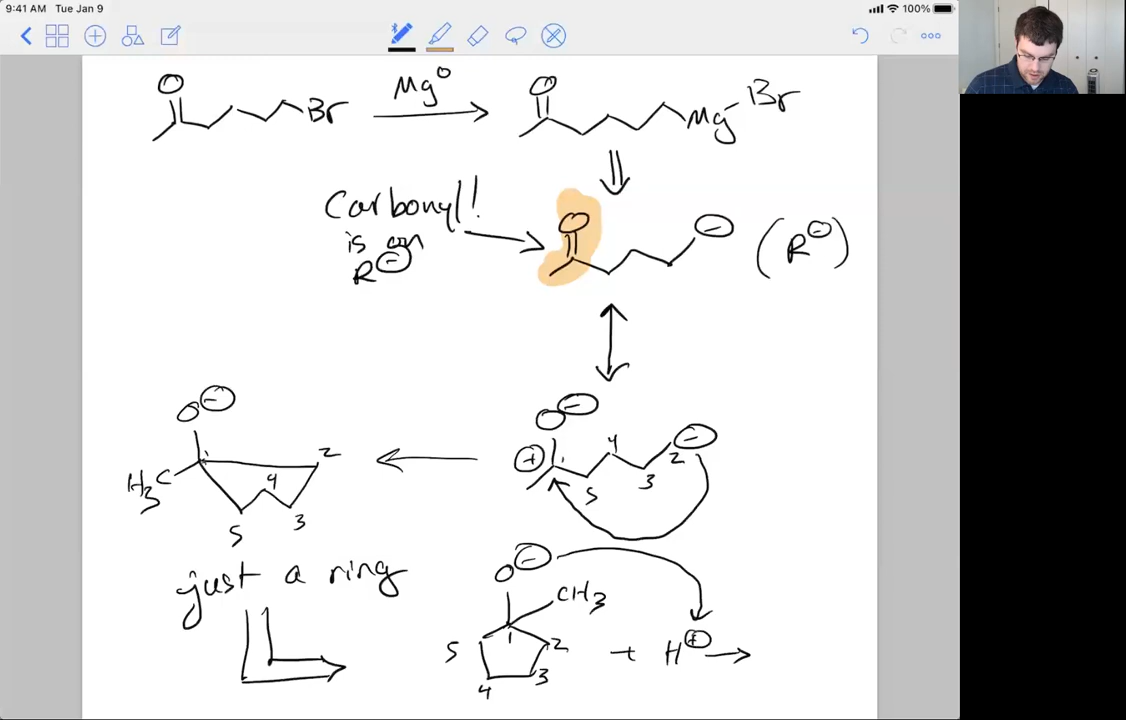 9:41 AM Tue Jan 9
100%
O
Br
Mg⁰
O
Mg-Br
Carbonyl!
is on
R⊖
O
⊖
(R⊖)
O⊖
H₃C
1
2
3
4
5
O⊖
⊕
1
5
4
3
2
⊖
just a ring
O⊖
CH₃
1
2
3
4
5
+ H⊕